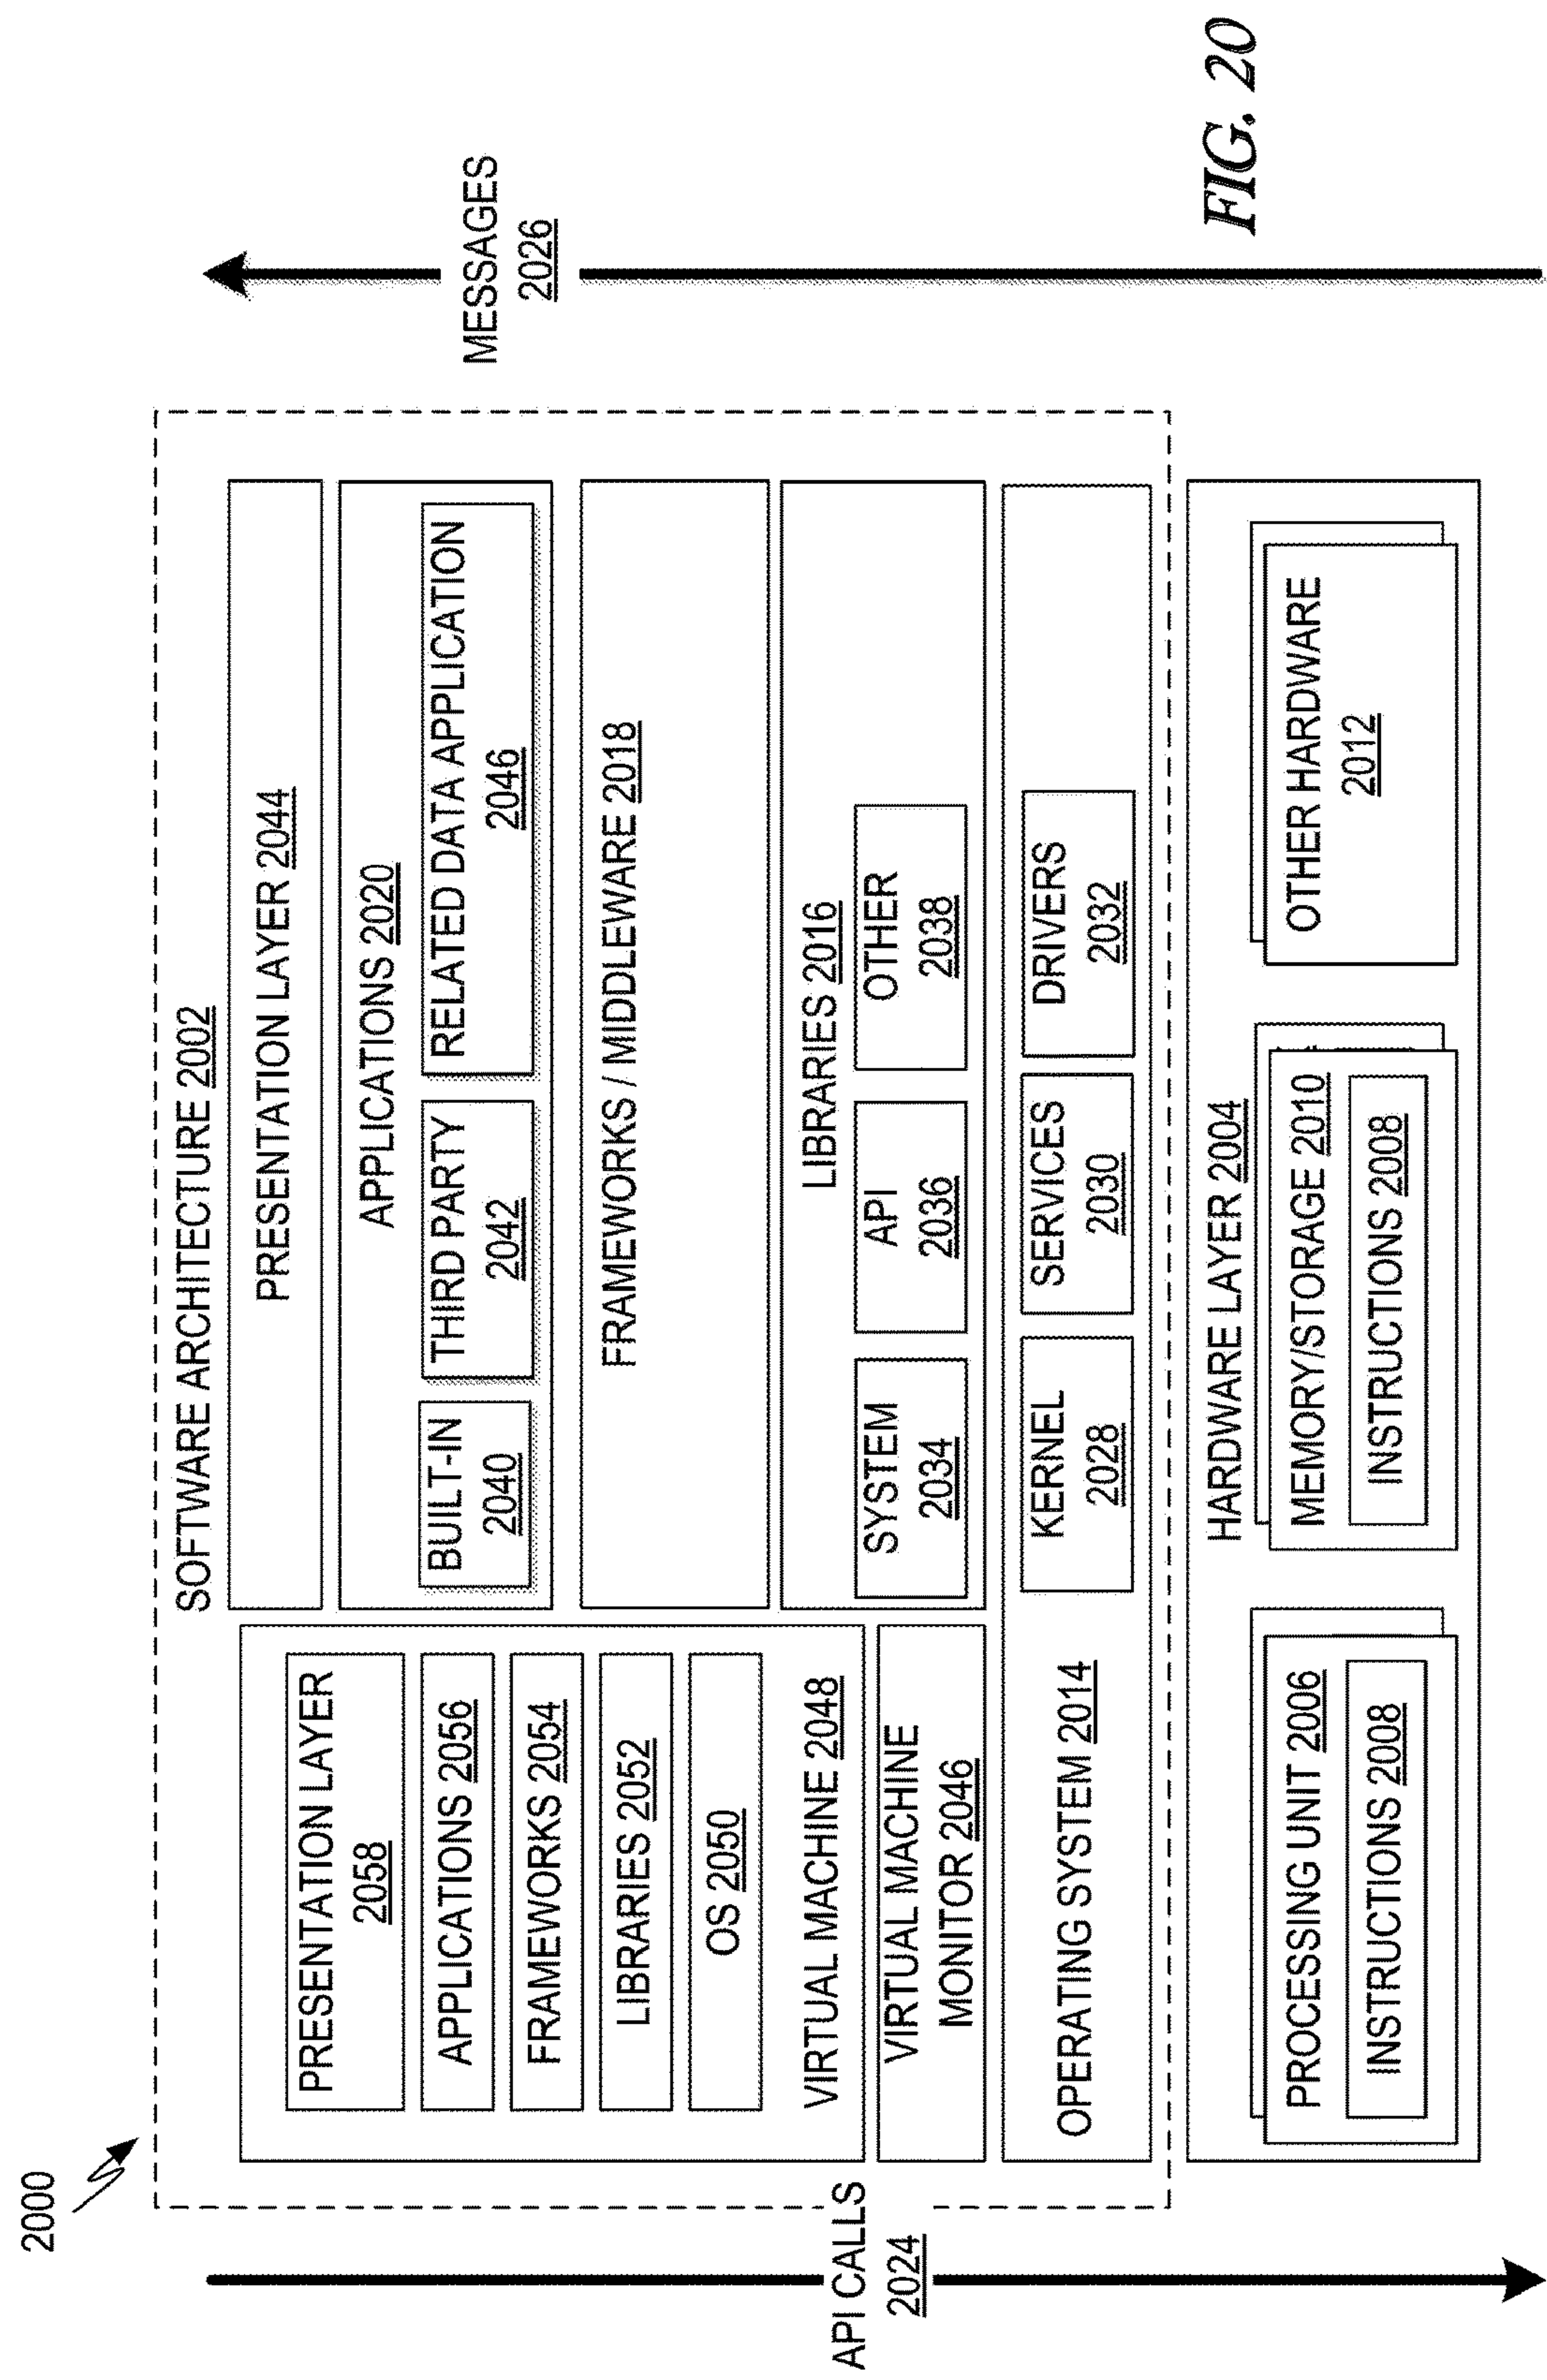 2000
SOFTWARE ARCHITECTURE 2002
PRESENTATION LAYER
2058
APPLICATIONS 2056
FRAMEWORKS 2054
LIBRARIES 2052
OS 2050
VIRTUAL MACHINE 2048
VIRTUAL MACHINE
MONITOR 2046
PRESENTATION LAYER 2044
APPLICATIONS 2020
BUILT-IN
2040
THIRD PARTY
2042
RELATED DATA APPLICATION
2046
FRAMEWORKS / MIDDLEWARE 2018
LIBRARIES 2016
SYSTEM
2034
API
2036
OTHER
2038
OPERATING SYSTEM 2014
KERNEL
2028
SERVICES
2030
DRIVERS
2032
HARDWARE LAYER 2004
PROCESSING UNIT 2006
INSTRUCTIONS 2008
MEMORY/STORAGE 2010
INSTRUCTIONS 2008
OTHER HARDWARE
2012
API CALLS
2024
MESSAGES
2026
FIG. 20